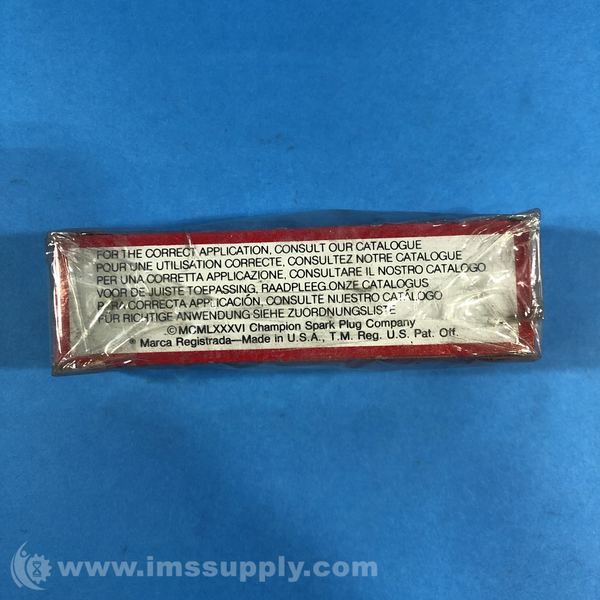 FOR THE CORRECT APPLICATION, CONSULT OUR CATALOGUE
POUR UNE UTILISATION CORRECTE, CONSULTEZ NOTRE CATALOGUE
PER UNA CORRETTA APPLICAZIONE, CONSULTARE IL NOSTRO CATALOGO
VOOR DE JUISTE TOEPASSING, RAADPLEEG.ONZE CATALOGUS
PARA CORRECTA APPLICACIÓN, CONSULTE NUESTRO CATÁLOGO
FÜR RICHTIGE ANWENDUNG SIEHE ZUORDNUNGSLISTE
©MCMLXXXVI Champion Spark Plug Company
* Marca Registrada—Made in U.S.A., T.M. Reg. U.S. Pat. Off.
www.imssupply.com